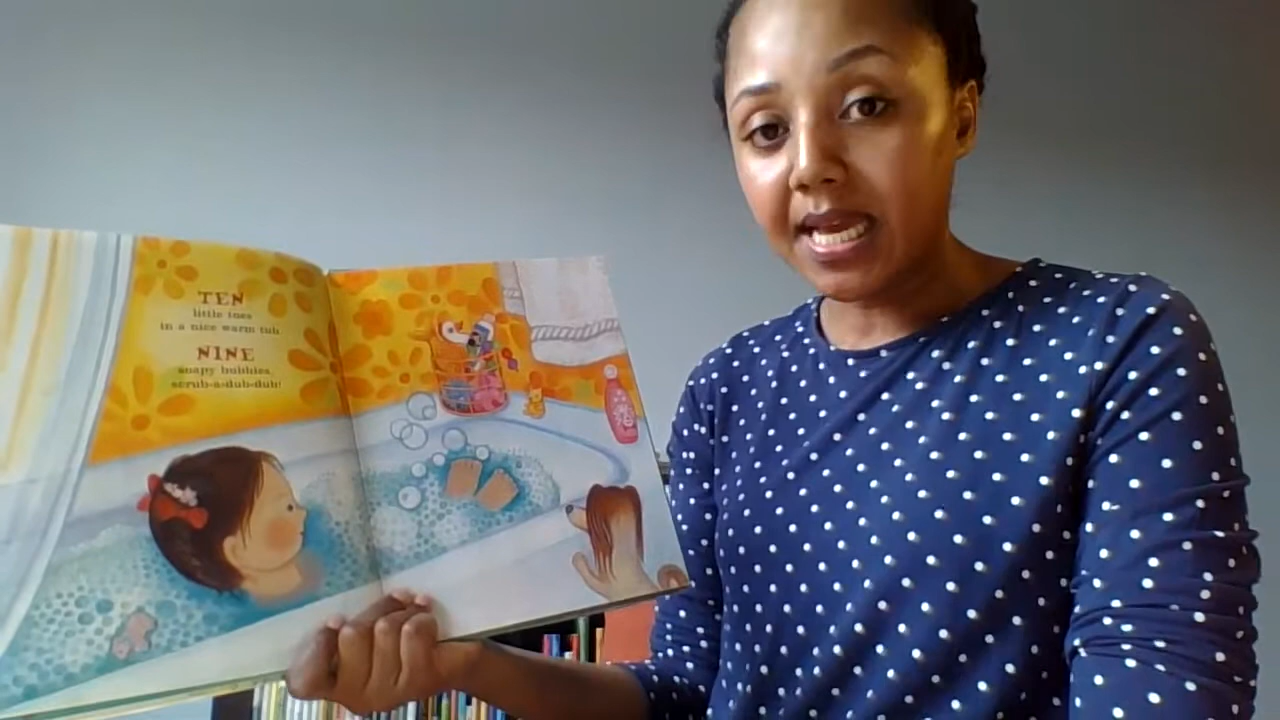 TEN
little toes
in a nice warm tub
NINE
soapy bubbles,
scrub-a-dub-dub!